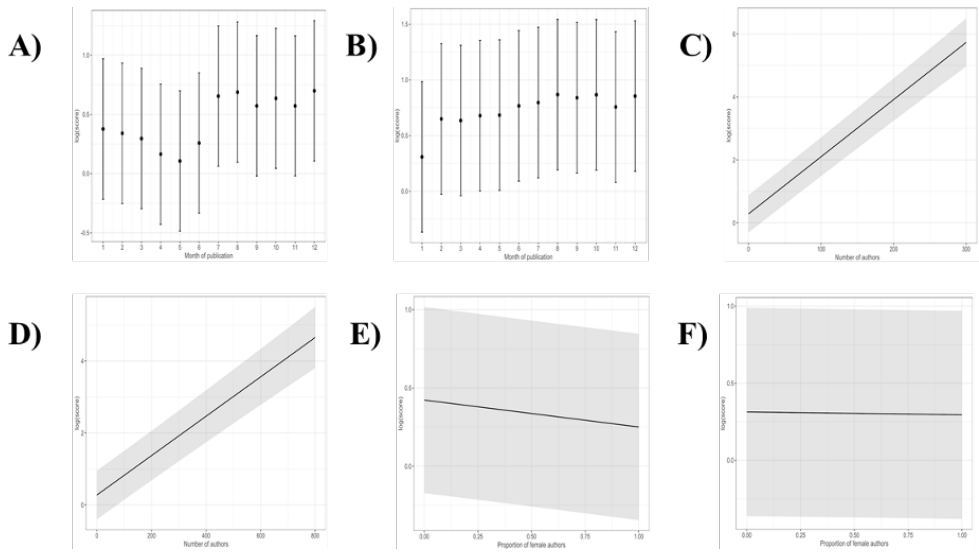 A)
1.0
0.5
0.0
-0.5
log(score)
1 2 3 4 5 6 7 8 9 10 11 12
Month of publication
B)
1.5
1.0
0.5
0.0
log(score)
1 2 3 4 5 6 7 8 9 10 11 12
Month of publication
C)
6
4
2
0
log(score)
0 100 200 300
Number of authors
D)
4
2
0
log(score)
0 200 400 600 800
Number of authors
E)
1.0
0.5
0.0
log(score)
0.00 0.25 0.50 0.75 1.00
Proportion of female authors
F)
1.0
0.5
0.0
log(score)
0.00 0.25 0.50 0.75 1.00
Proportion of female authors